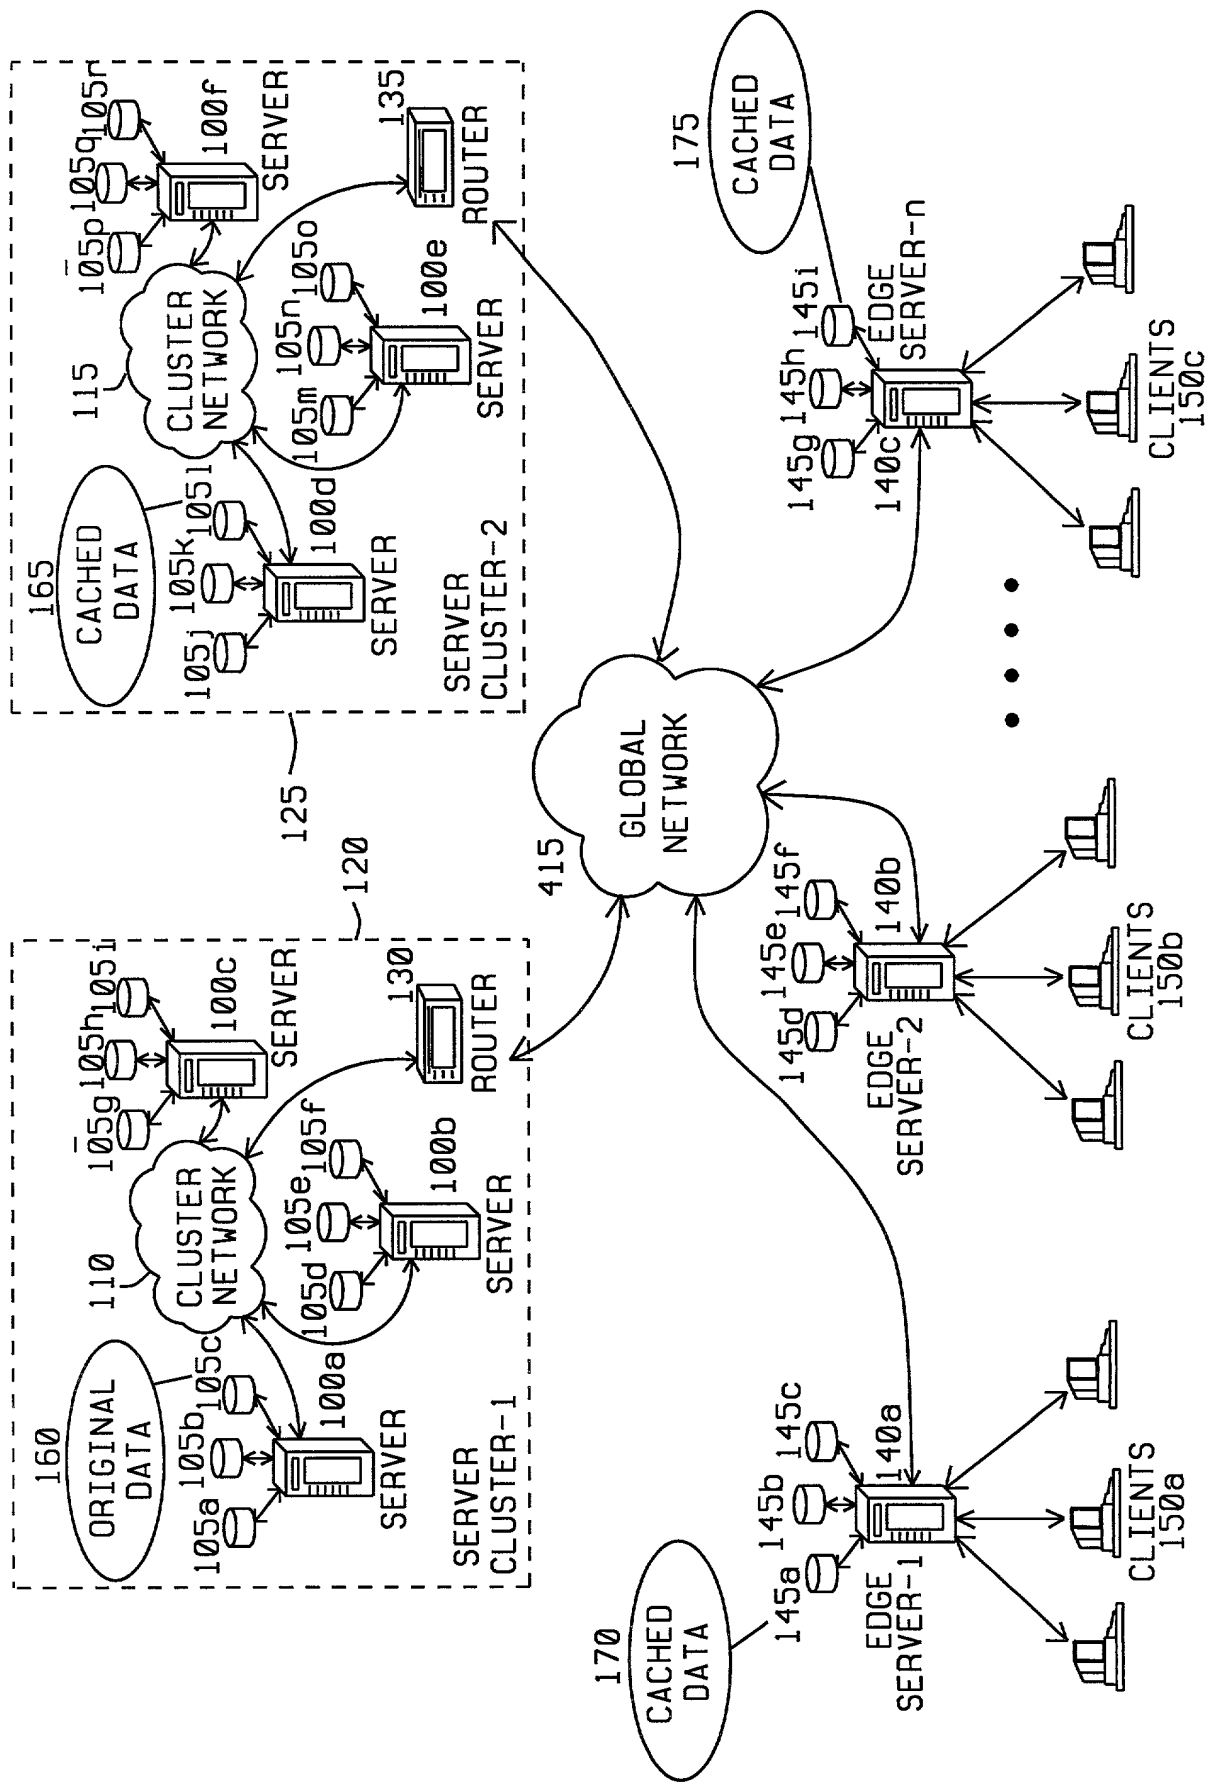 160
ORIGINAL
DATA
110
CLUSTER
NETWORK
105a
105b
105c
100a
SERVER
105d
105e
105f
100b
SERVER
105g
105h
105i
100c
SERVER
130
ROUTER
SERVER
CLUSTER-1
120
165
CACHED
DATA
115
CLUSTER
NETWORK
105j
105k
105l
100d
SERVER
105m
105n
105o
100e
SERVER
105p
105q
105r
100f
SERVER
135
ROUTER
SERVER
CLUSTER-2
125
415
GLOBAL
NETWORK
170
CACHED
DATA
145a
145b
145c
140a
EDGE
SERVER-1
CLIENTS
150a
145d
145e
145f
140b
EDGE
SERVER-2
CLIENTS
150b
175
CACHED
DATA
145g
145h
145i
140c
EDGE
SERVER-n
CLIENTS
150c